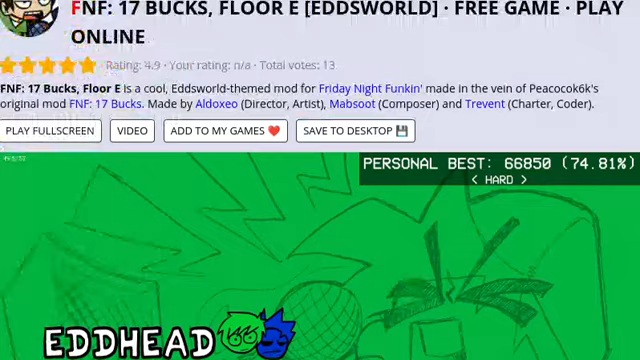 FNF: 17 BUCKS, FLOOR E [EDDSWORLD] · FREE GAME · PLAY
ONLINE
Rating: 4.9 · Your rating: n/a · Total votes: 13
FNF: 17 Bucks, Floor E is a cool, Eddsworld-themed mod for Friday Night Funkin' made in the vein of Peacocok6k's
original mod FNF: 17 Bucks. Made by Aldoxeo (Director, Artist), Mabsoot (Composer) and Trevent (Charter, Coder).
PLAY FULLSCREEN
VIDEO
ADD TO MY GAMES ❤️
SAVE TO DESKTOP 💾
PERSONAL BEST: 66850 (74.81%)
< HARD >
EDDHEAD